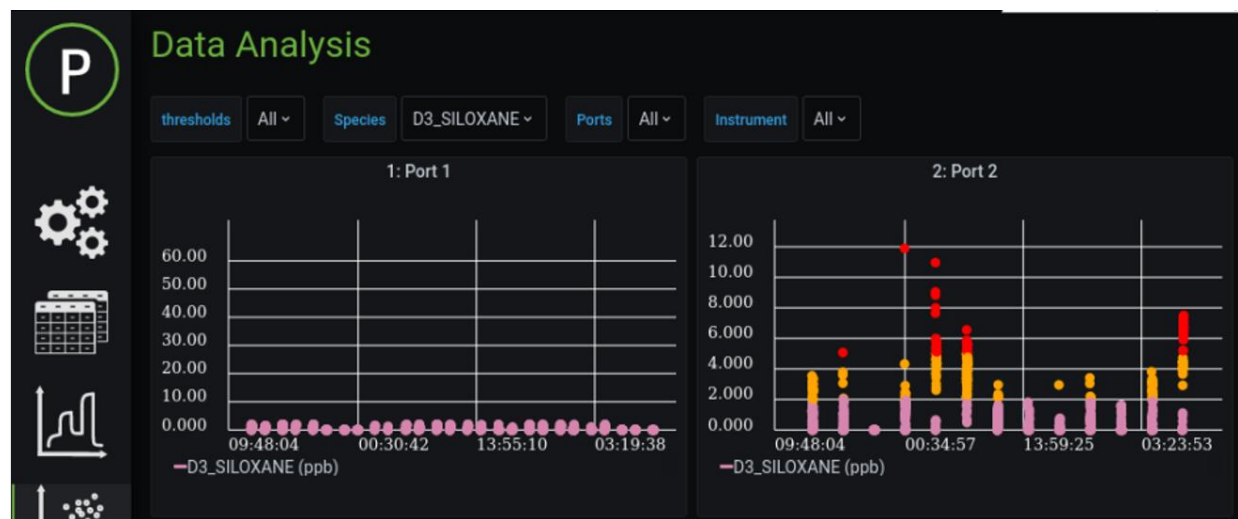 P
Data Analysis
thresholds All Species D3_SILOXANE Ports All Instrument All
1: Port 1
60.00
50.00
40.00
30.00
20.00
10.00
0.000
09:48:04 00:30:42 13:55:10 03:19:38
D3_SILOXANE (ppb)
2: Port 2
12.00
10.00
8.000
6.000
4.000
2.000
0.000
09:48:04 00:34:57 13:59:25 03:23:53
D3_SILOXANE (ppb)